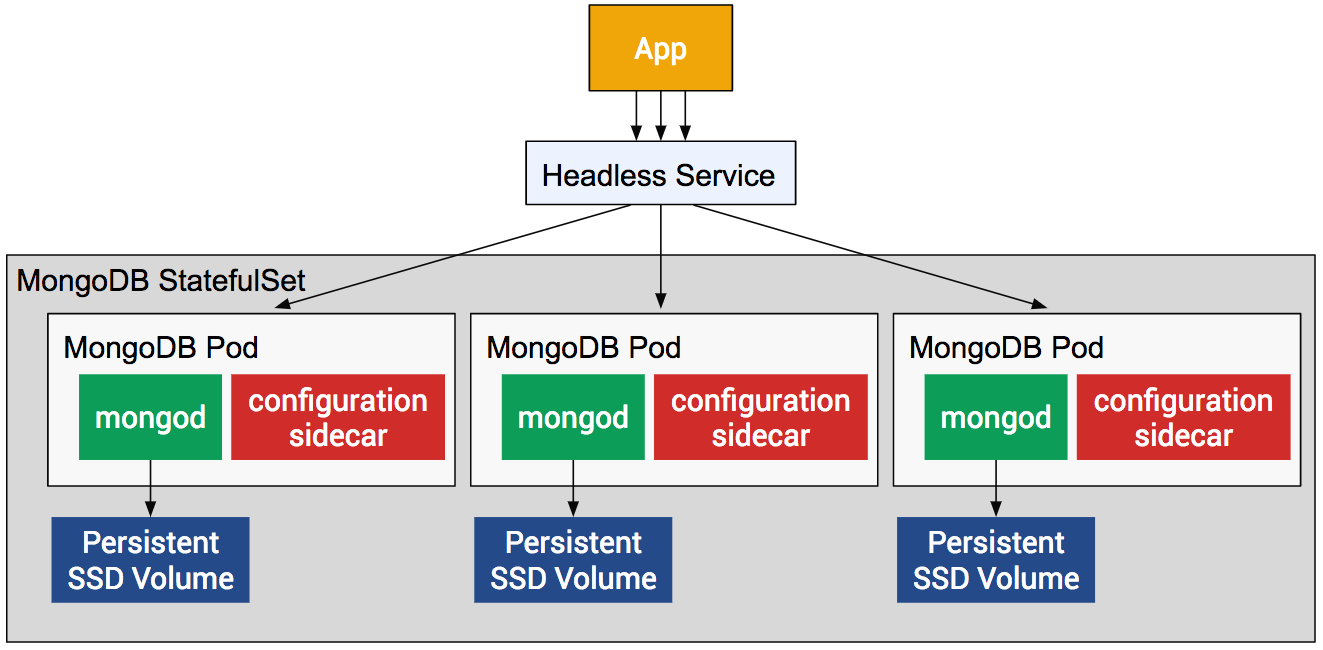 App
Headless Service
MongoDB StatefulSet
MongoDB Pod
mongod
configuration
sidecar
Persistent
SSD Volume
MongoDB Pod
mongod
configuration
sidecar
Persistent
SSD Volume
MongoDB Pod
mongod
configuration
sidecar
Persistent
SSD Volume